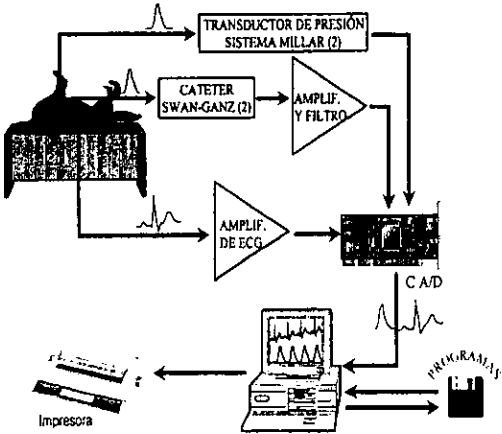 TRANSDUCTOR DE PRESIÓN
SISTEMA MILLAR (2)
CATETER
SWAN-GANZ (2)
AMPLIF.
Y FILTRO
AMPLIF.
DE ECG
C A/D
PROGRAMAS
Impresora